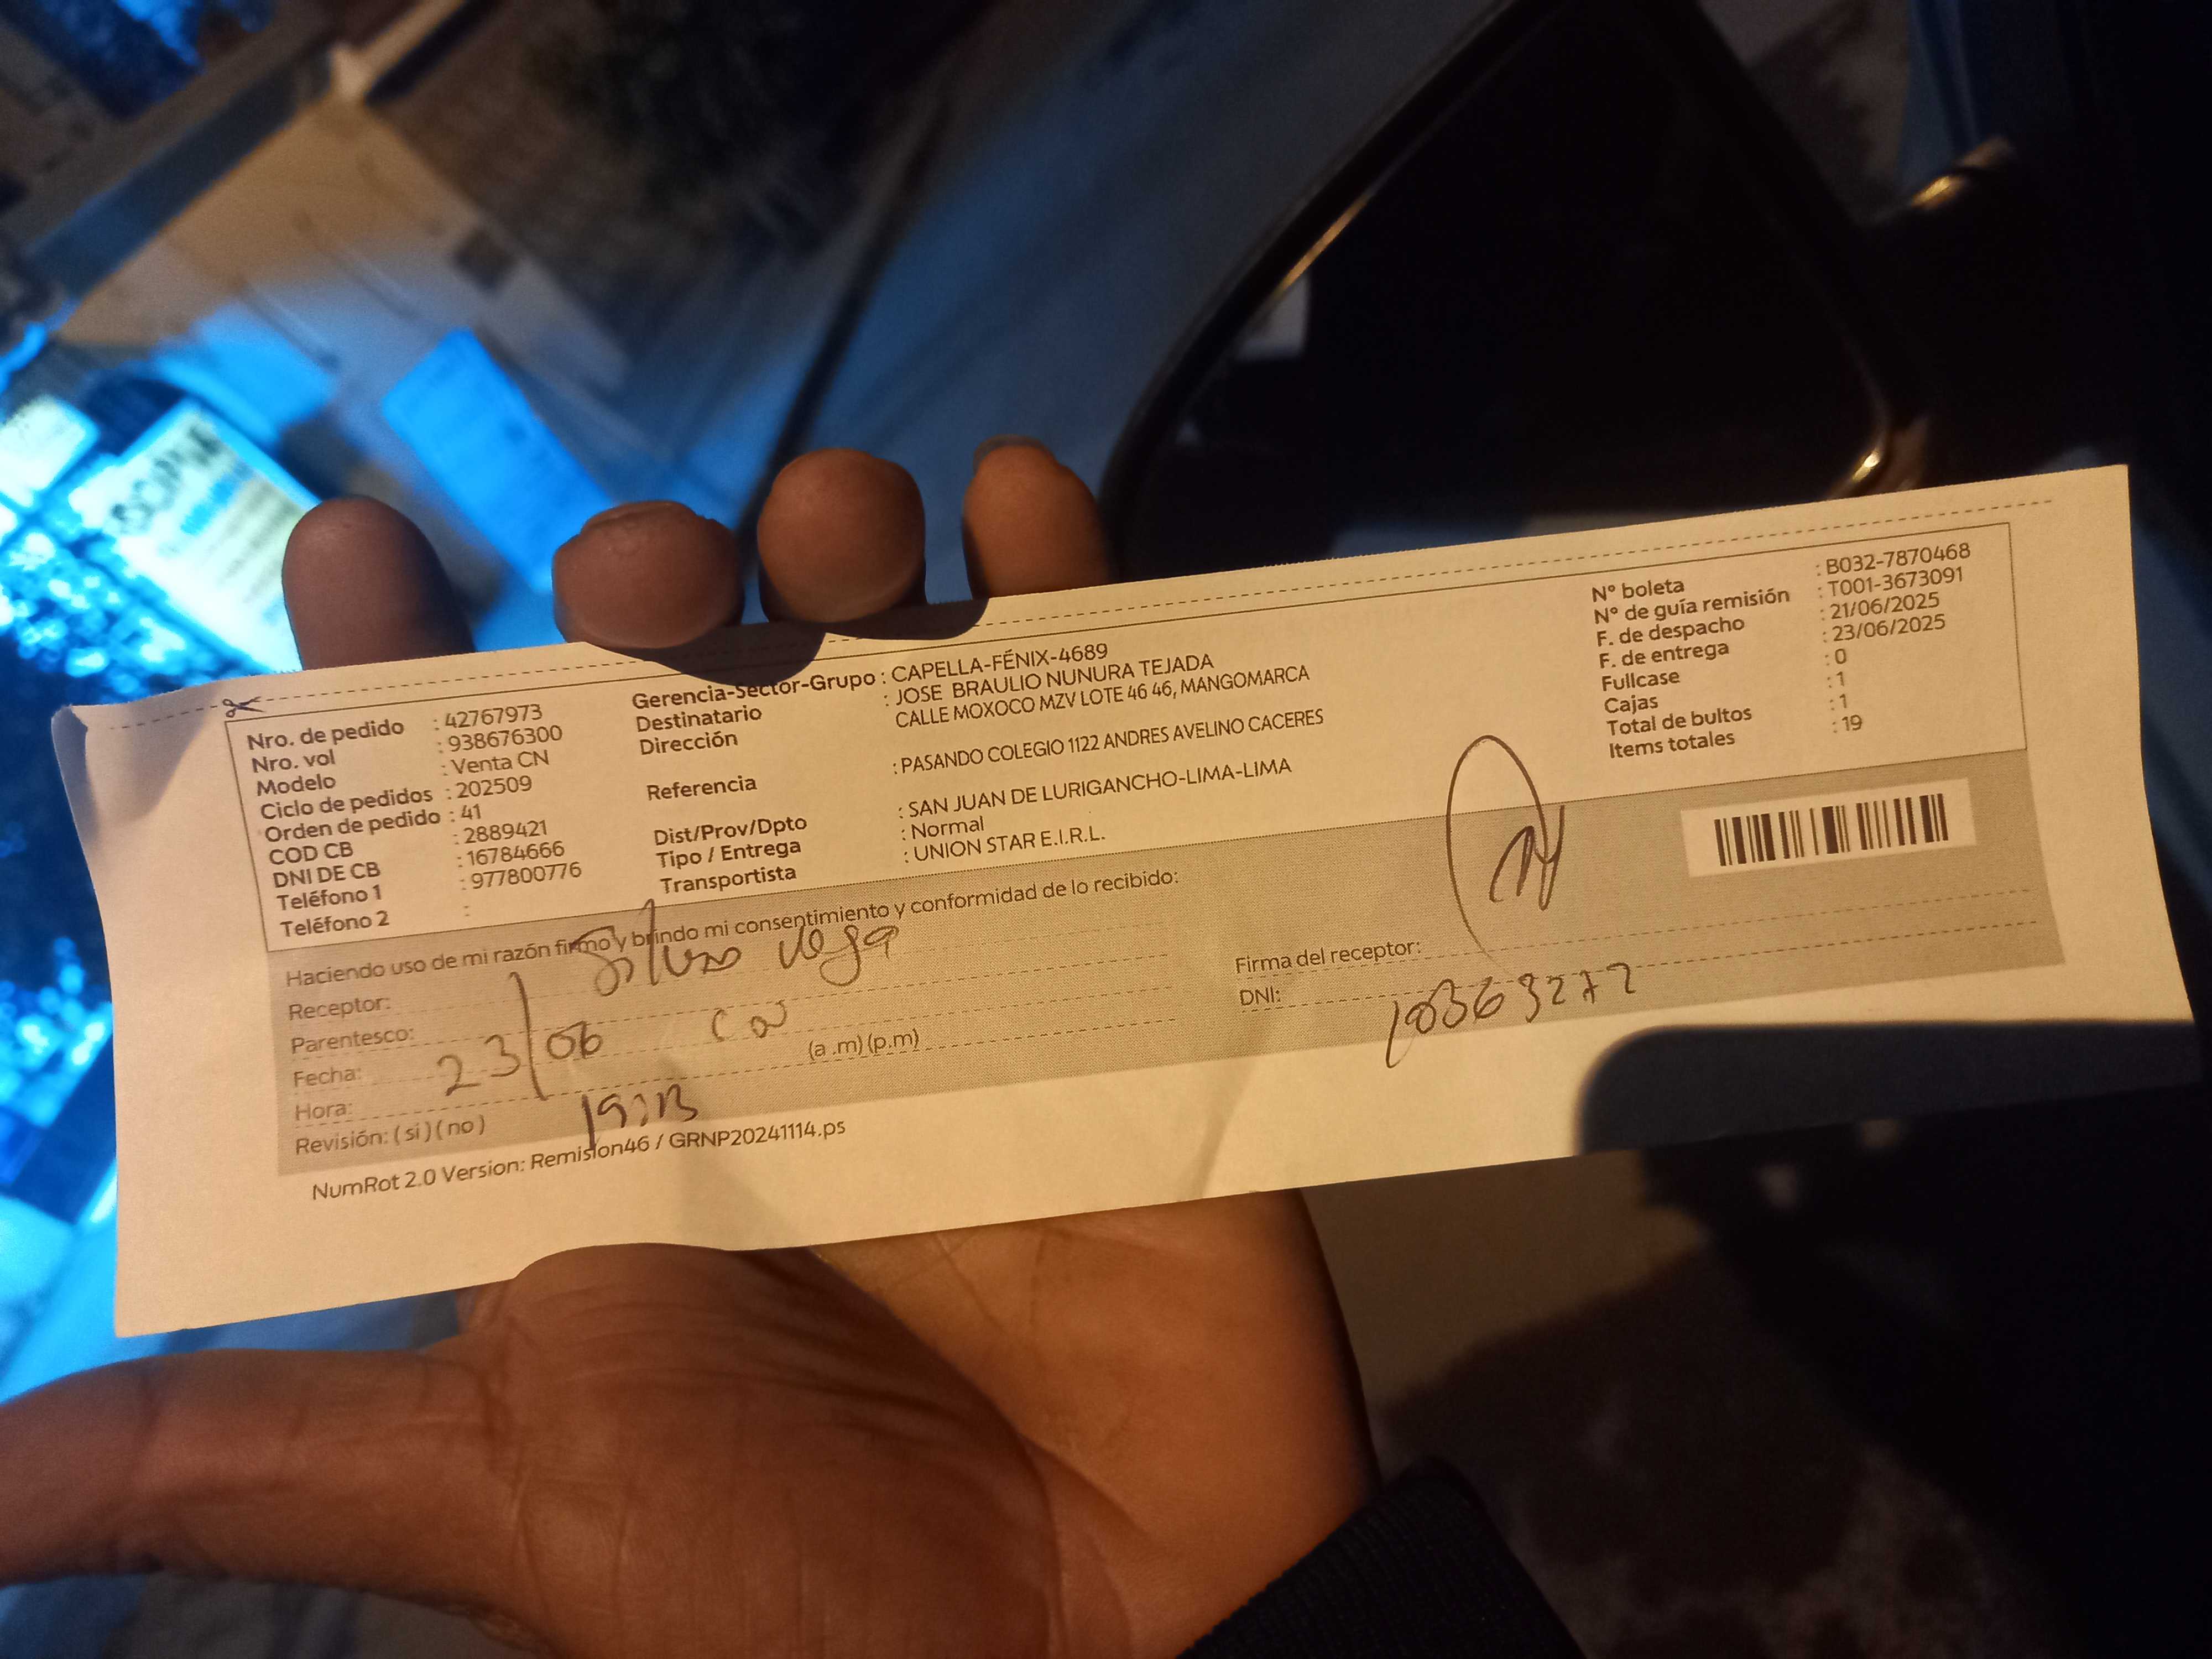 Nro. de pedido : 42767973
Nro. vol : 938676300
Modelo : Venta CN
Ciclo de pedidos : 202509
Orden de pedido : 41
COD CB : 2889421
DNI DE CB : 16784666
Teléfono 1 : 977800776
Teléfono 2 :
Gerencia-Sector-Grupo : CAPELLA-FÉNIX-4689
Destinatario : JOSE BRAULIO NUNURA TEJADA
Dirección CALLE MOXOCO MZV LOTE 46 46, MANGOMARCA
Referencia : PASANDO COLEGIO 1122 ANDRES AVELINO CACERES
Dist/Prov/Dpto : SAN JUAN DE LURIGANCHO-LIMA-LIMA
Tipo / Entrega : Normal
Transportista : UNION STAR E.I.R.L.
N° boleta : B032-7870468
N° de guía remisión : T001-3673091
F. de despacho : 21/06/2025
F. de entrega : 23/06/2025
Fullcase : 0
Cajas : 1
Total de bultos : 1
Items totales : 19
Haciendo uso de mi razón firmo y brindo mi consentimiento y conformidad de lo recibido:
Receptor: Vega
Parentesco:
Fecha: 23/06
Hora: (a .m) (p.m)
Revisión: ( si ) ( no )
Firma del receptor:
DNI:
NumRot 2.0 Version: Remision46 / GRNP20241114.ps